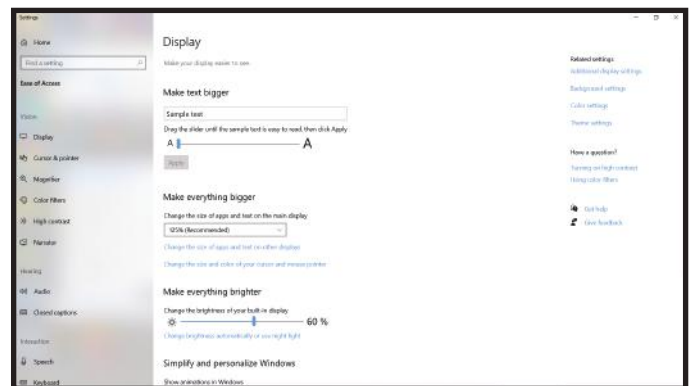 Settings
Home
Find a setting
Ease of Access
Vision
Display
Cursor & pointer
Magnifier
Color filters
High contrast
Narrator
Hearing
Audio
Closed captions
Interaction
Speech
Keyboard
Display
Make your display easier to see.
Make text bigger
Sample text
Drag the slider until the sample text is easy to read, then click Apply
A A
Apply
Make everything bigger
Change the size of apps and text on the main display
125% (Recommended)
Change the size of apps and text on other displays
Change the size and color of your cursor and mouse pointer
Make everything brighter
Change the brightness of your built-in display
60 %
Change brightness automatically or use night light
Simplify and personalize Windows
Show animations in Windows
Related settings
Additional display settings
Background settings
Color settings
Theme settings
Have a question?
Turning on high contrast
Using color filters
Get help
Give feedback